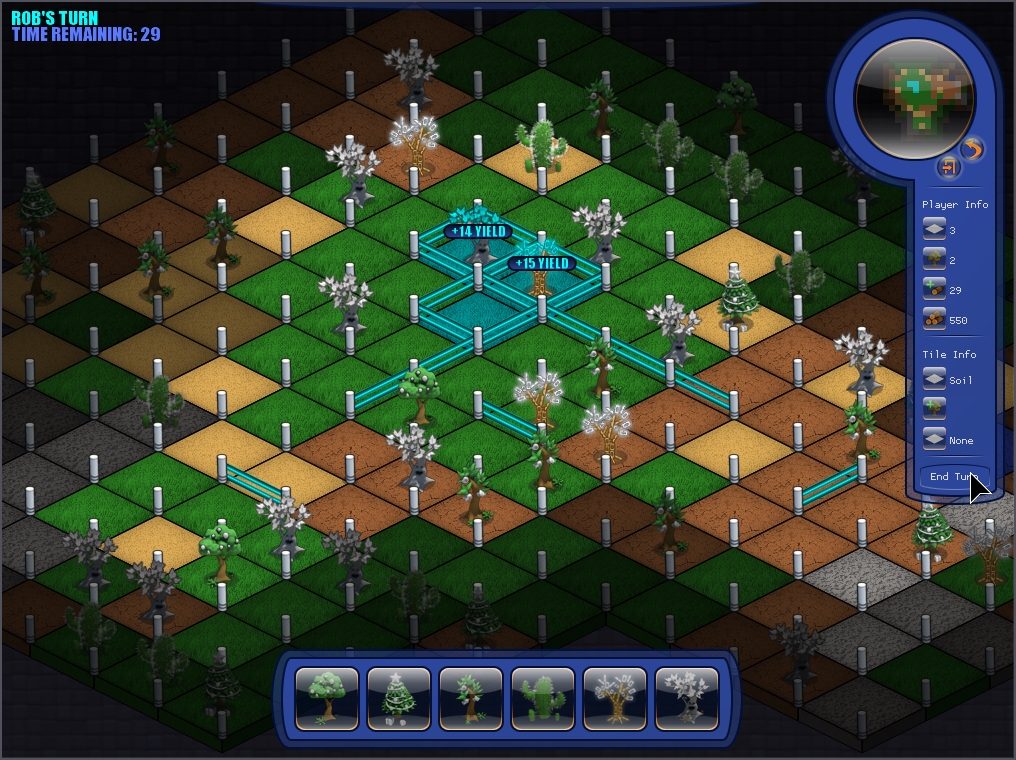 ROB'S TURN
TIME REMAINING: 29
+14 YIELD
+15 YIELD
Player Info
3
2
29
550
Tile Info
Soil
None
End